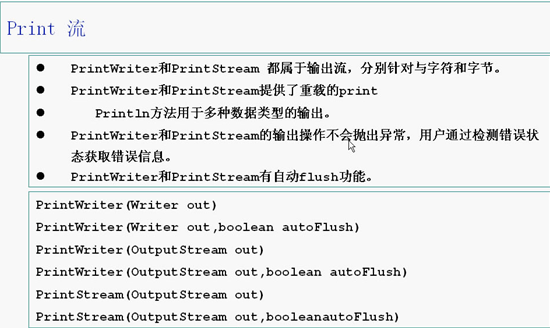 Print 流
● PrintWriter和PrintStream 都属于输出流，分别针对与字符和字节。
● PrintWriter和PrintStream提供了重载的print
● Println方法用于多种数据类型的输出。
● PrintWriter和PrintStream的输出操作不会抛出异常，用户通过检测错误状
态获取错误信息。
● PrintWriter和PrintStream有自动flush功能。
PrintWriter(Writer out)
PrintWriter(Writer out,boolean autoFlush)
PrintWriter(OutputStream out)
PrintWriter(OutputStream out,boolean autoFlush)
PrintStream(OutputStream out)
PrintStream(OutputStream out,booleanautoFlush)